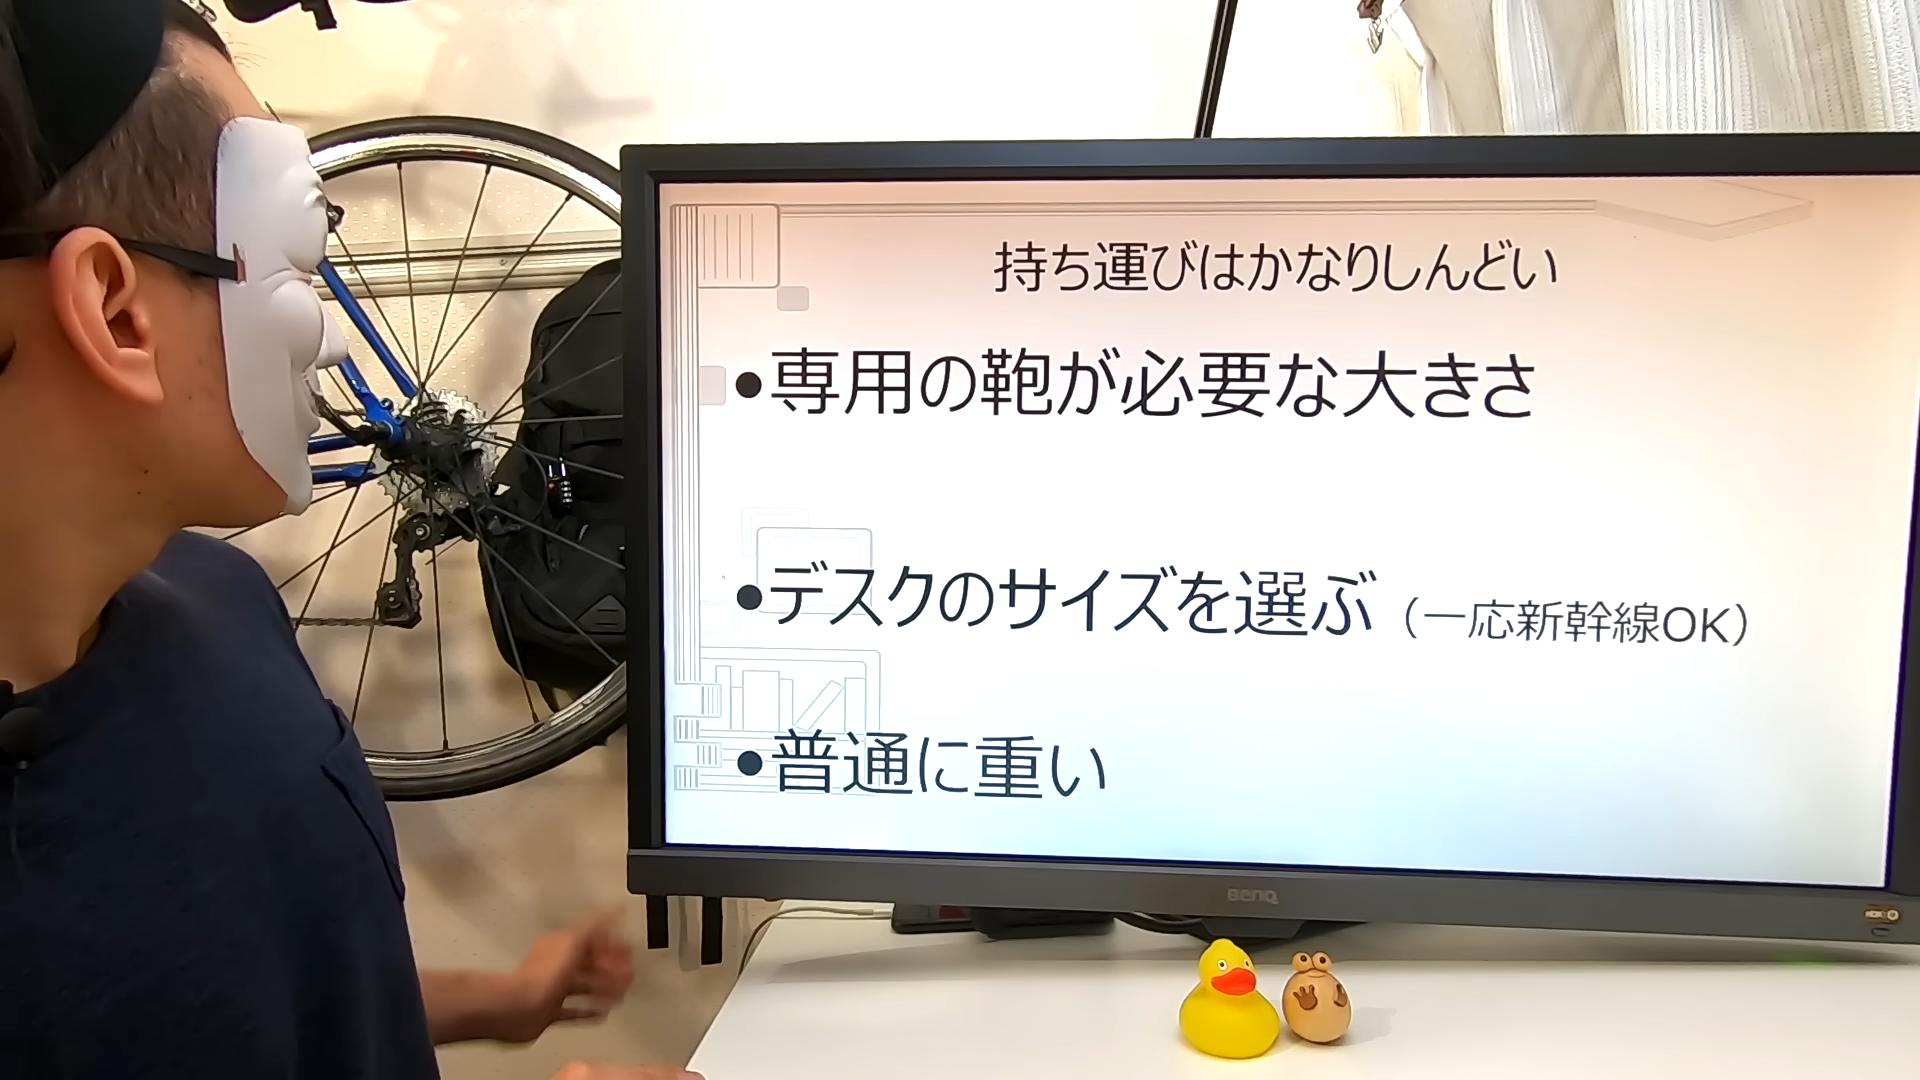 持ち運びはかなりしんどい
•専用の鞄が必要な大きさ
•デスクのサイズを選ぶ（一応新幹線OK）
•普通に重い
BenQ